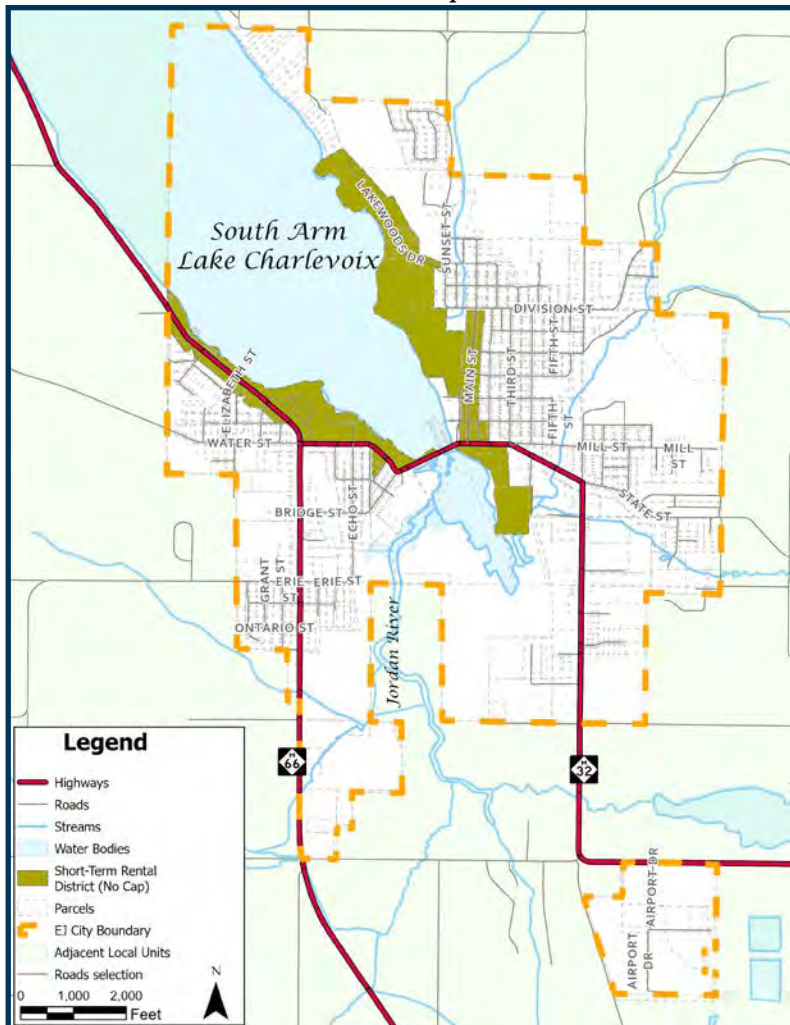 South Arm
Lake Charlevoix
LAKEWOODS DR
SUNSET ST
DIVISION ST
MAIN ST
THIRD ST
FIFTH ST
FIFTH
ST
ELIZABETH ST
WATER ST
MILL ST
MILL
ST
STATE ST
BRIDGE ST
ECHO ST
GRANT
ST
ERIE
ST
ERIE ST
ONTARIO ST
Jordan River
M
66
M
32
AIRPORT DR
AIRPORT
DR
Legend
Highways
Roads
Streams
Water Bodies
Short-Term Rental
District (No Cap)
Parcels
EJ City Boundary
Adjacent Local Units
Roads selection
N
0 1,000 2,000
Feet